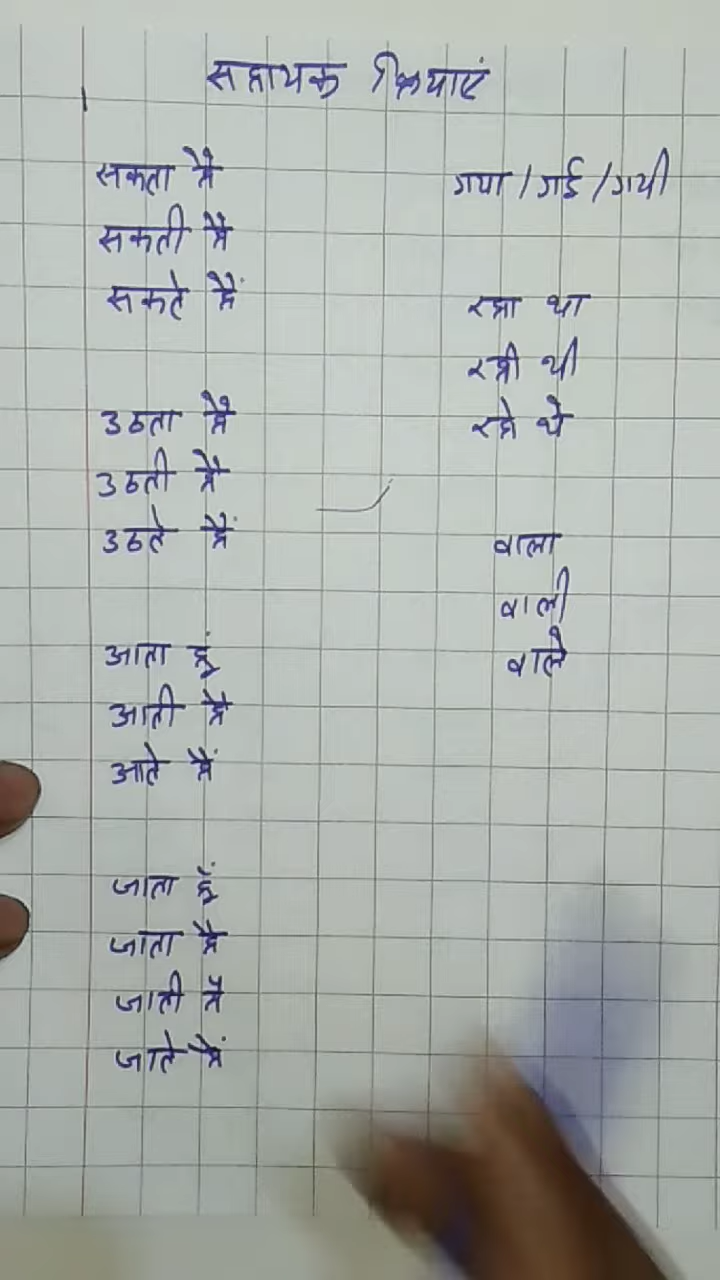 सहायक क्रियाएं
सकता है
सकती है
सकते हैं
उठता है
उठती है
उठते हैं
आता हूं
आती है
आते हैं
जाता हूँ
जाता है
जाती है
जाते हैं
गया / गई / गयी
रहा था
रही थी
रहे थे
वाला
वाली
वाले